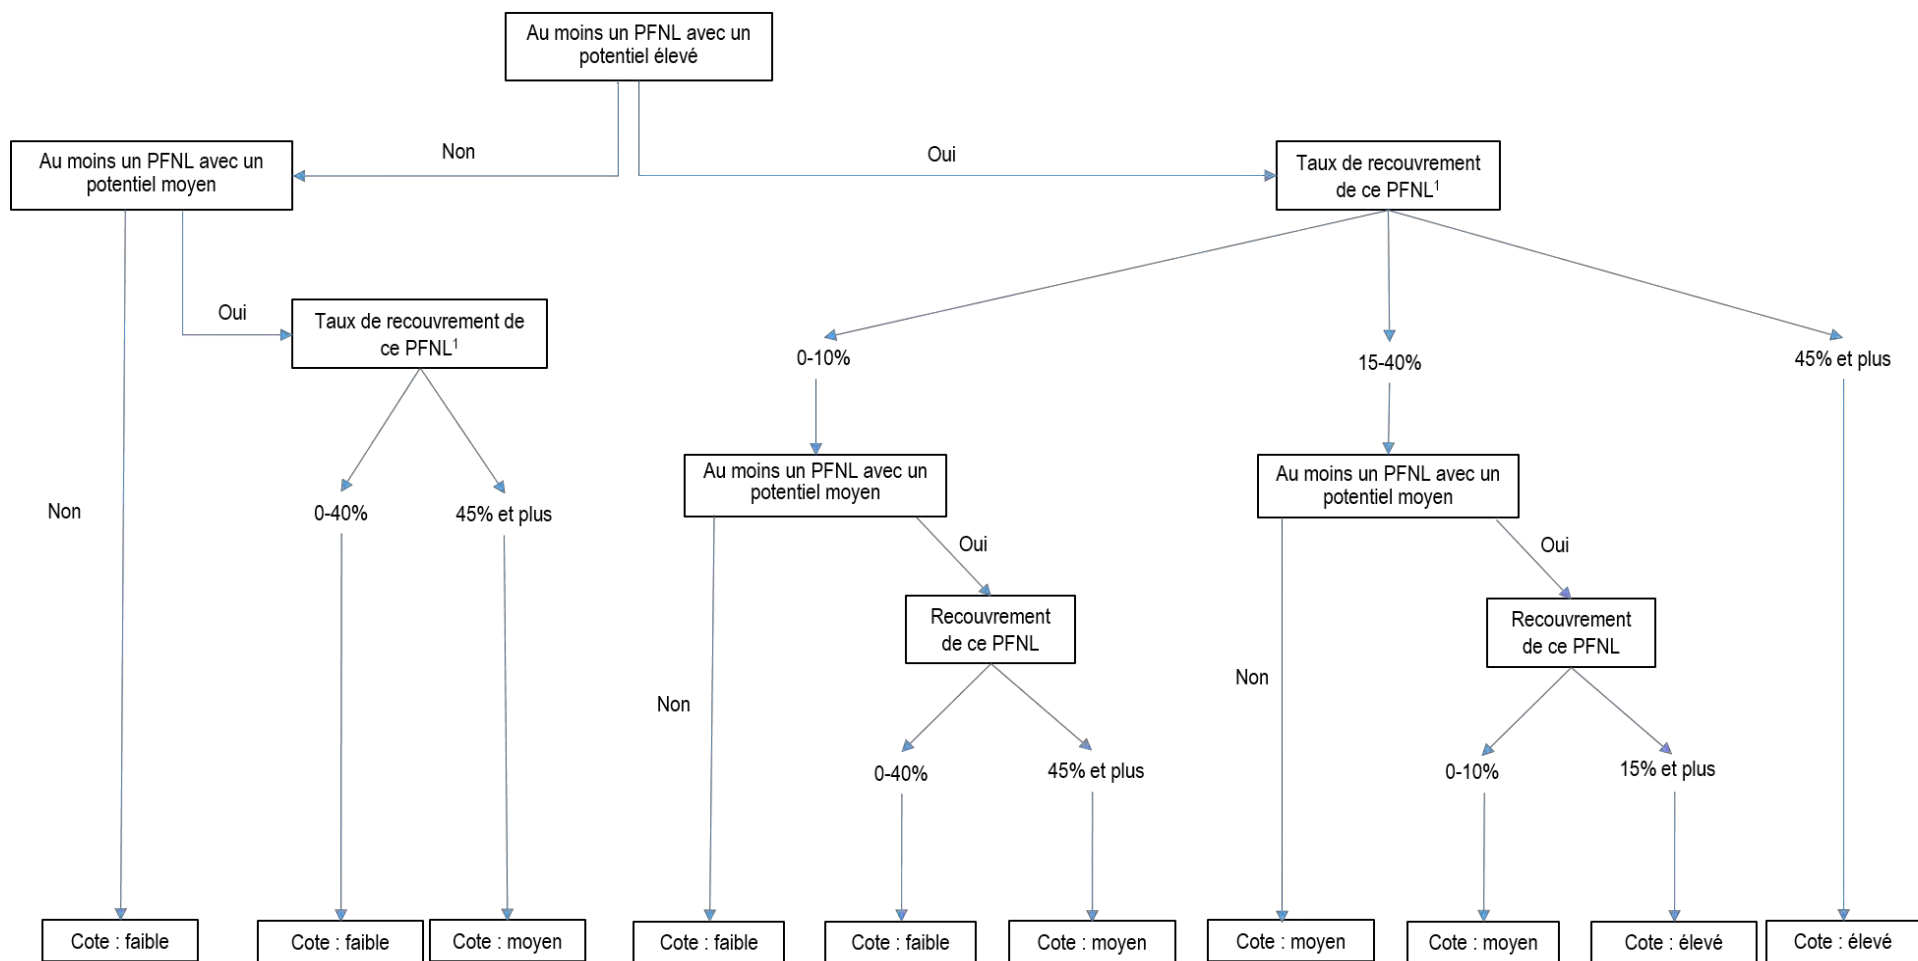 Au moins un PFNL avec un
potentiel élevé
Non
Oui
Au moins un PFNL avec un
potentiel moyen
Taux de recouvrement
de ce PFNL¹
Oui
Taux de recouvrement de
ce PFNL¹
0-10%
15-40%
45% et plus
Au moins un PFNL avec un
potentiel moyen
Au moins un PFNL avec un
potentiel moyen
Non
0-40%
45% et plus
Oui
Oui
Recouvrement
de ce PFNL
Recouvrement
de ce PFNL
Non
Non
0-40%
45% et plus
0-10%
15% et plus
Cote : faible
Cote : faible
Cote : moyen
Cote : faible
Cote : faible
Cote : moyen
Cote : moyen
Cote : moyen
Cote : élevé
Cote : élevé